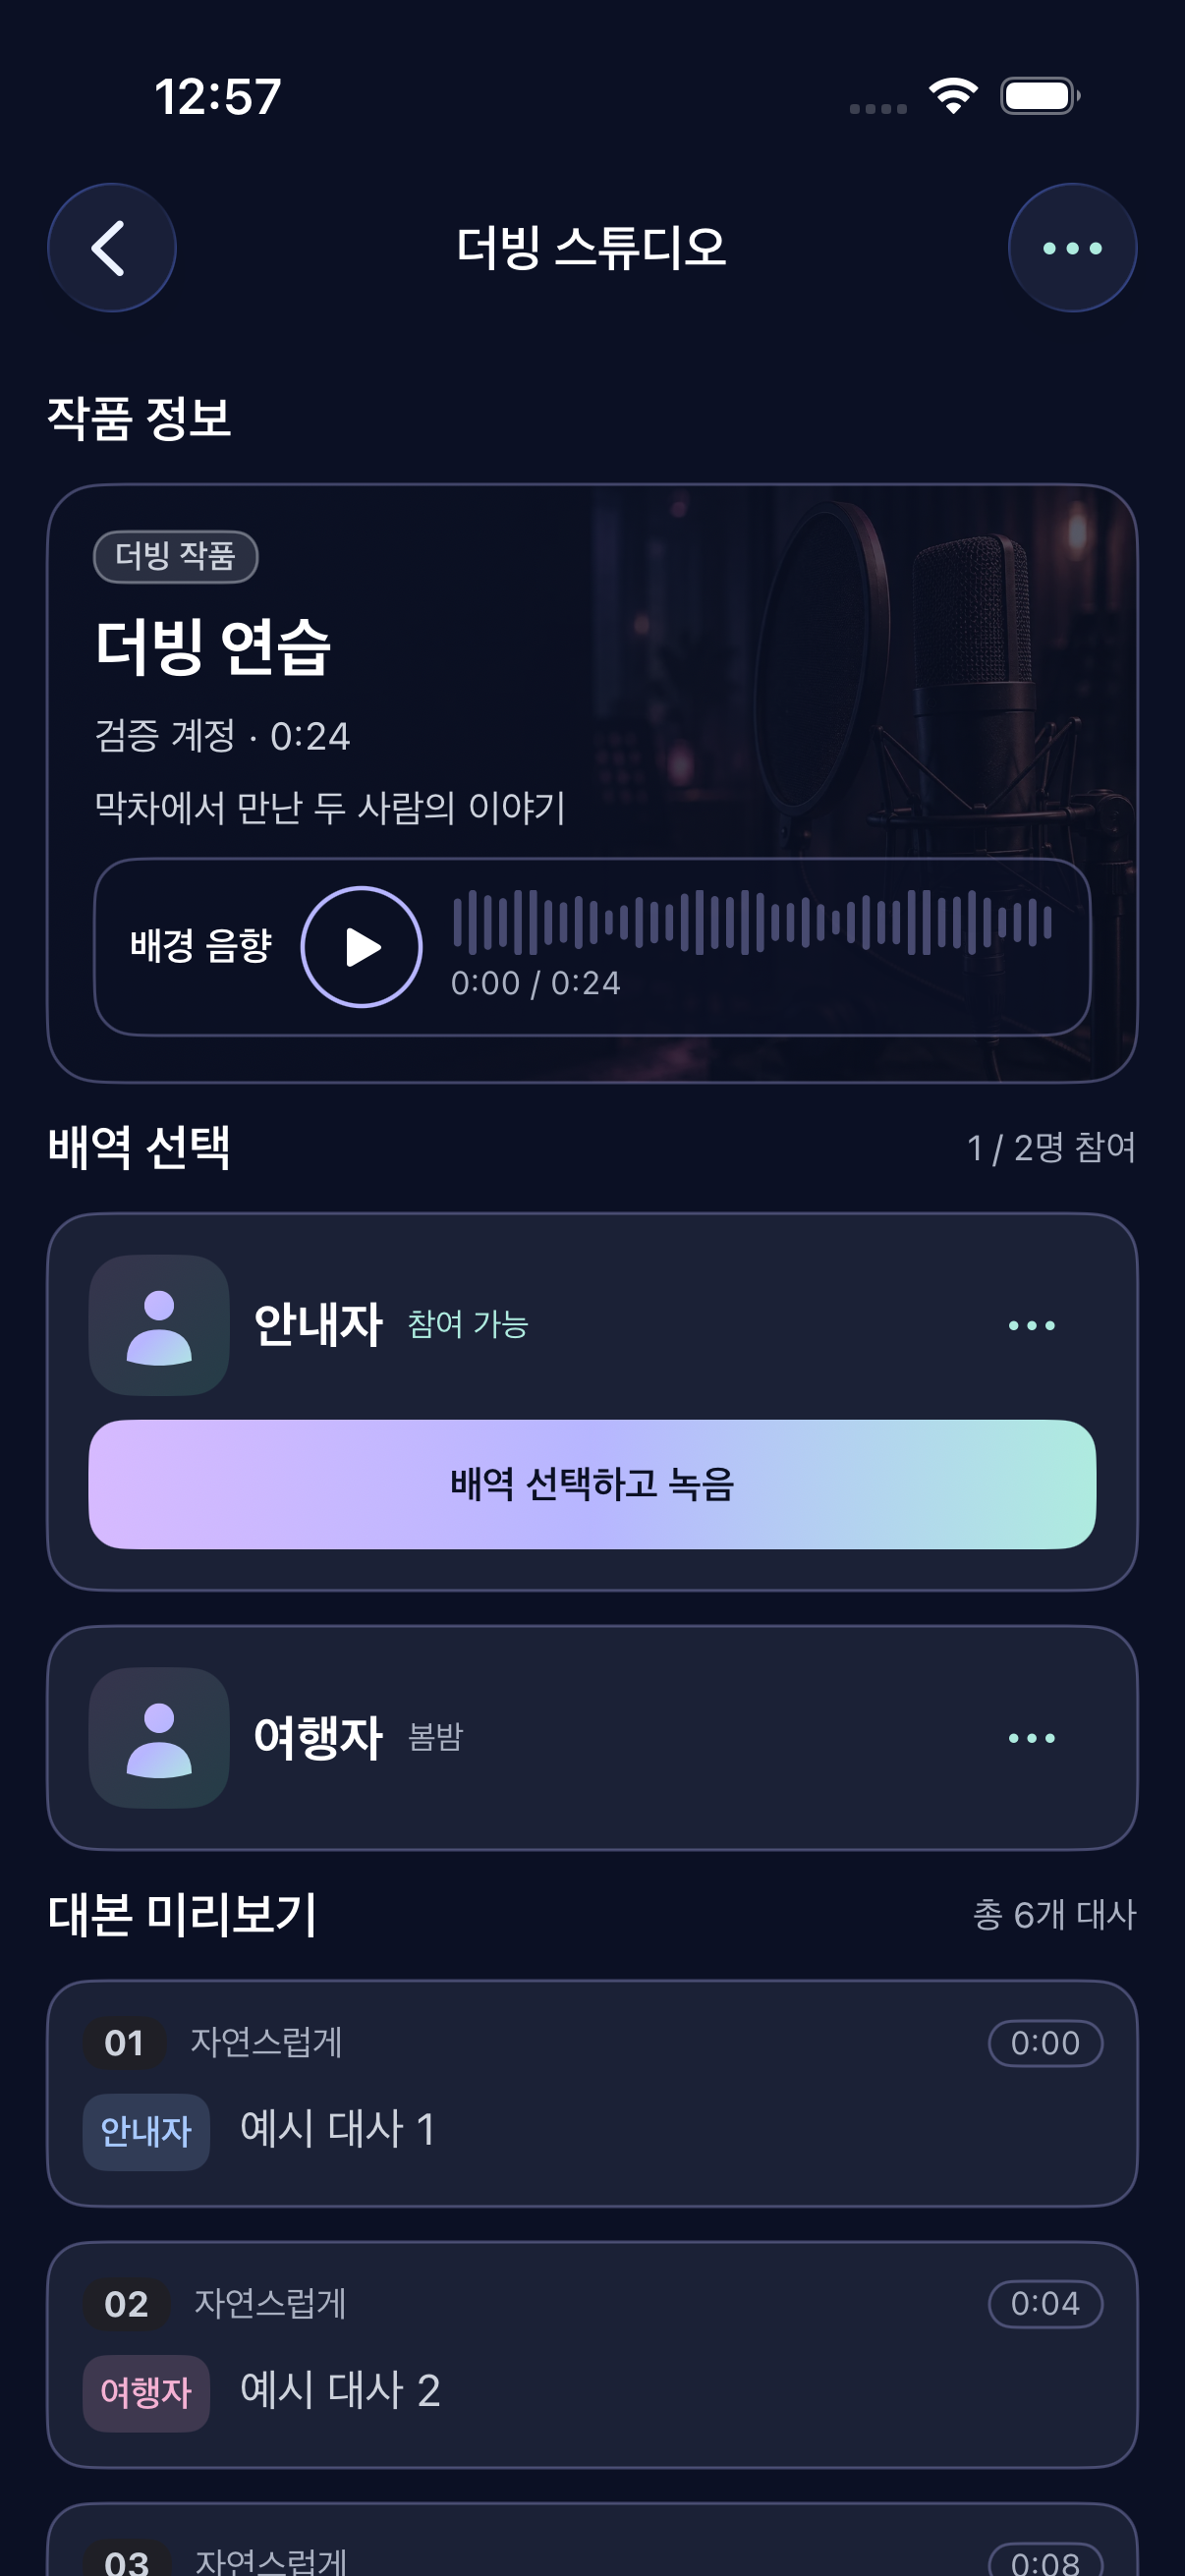 12:57
더빙 스튜디오
작품 정보
더빙 작품
더빙 연습
검증 계정 · 0:24
막차에서 만난 두 사람의 이야기
배경 음향
0:00 / 0:24
배역 선택
1 / 2명 참여
안내자 참여 가능
배역 선택하고 녹음
여행자 봄밤
대본 미리보기
총 6개 대사
01 자연스럽게 0:00
안내자 예시 대사 1
02 자연스럽게 0:04
여행자 예시 대사 2
03 자연스럽게 0:08